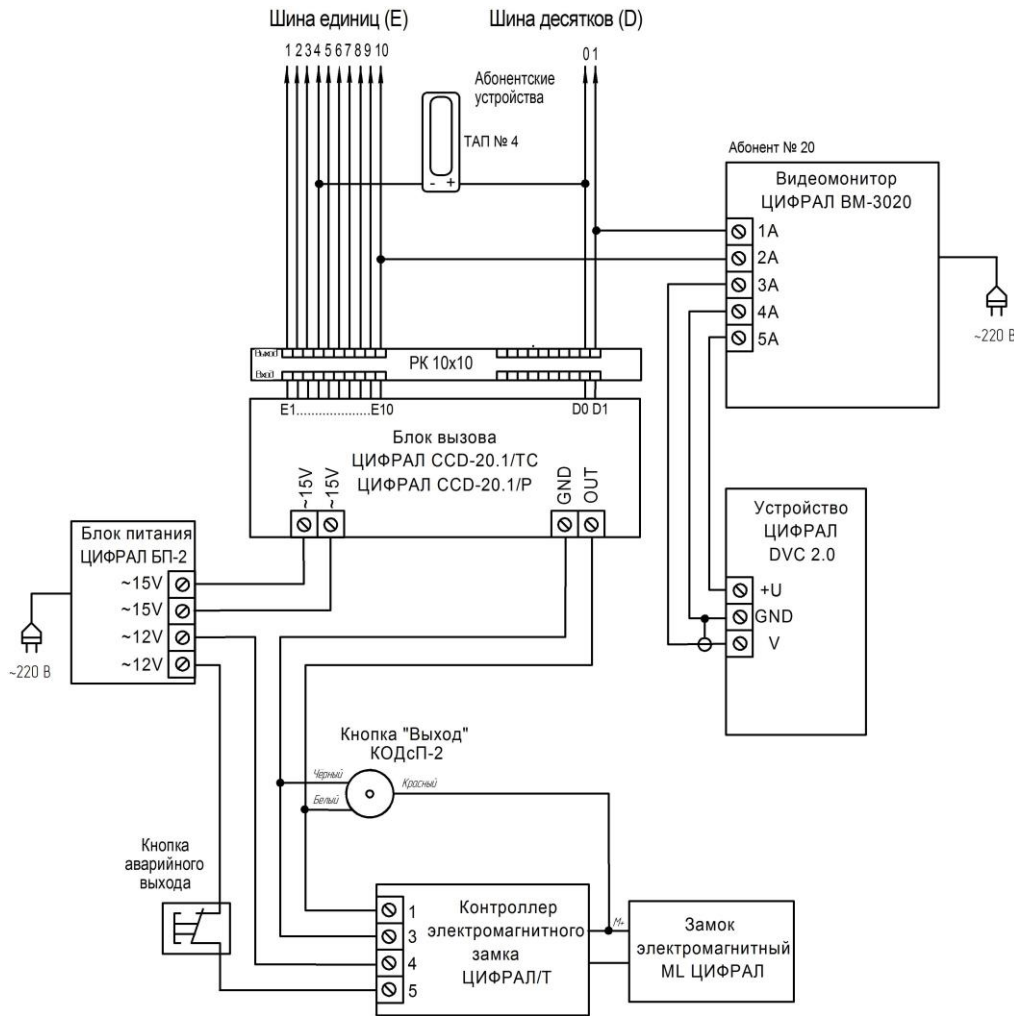 Шина единиц (E)
Шина десятков (D)
1 2 3 4 5 6 7 8 9 10
0 1
Абонентские
устройства
ТАП № 4
- +
Абонент № 20
Видеомонитор
ЦИФРАЛ ВМ-3020
1A
2A
3A
4A
5A
~220 В
Выход
Вход
РК 10x10
E1.....................E10
D0 D1
Блок вызова
ЦИФРАЛ CCD-20.1/TC
ЦИФРАЛ CCD-20.1/P
~15V
~15V
GND
OUT
Блок питания
ЦИФРАЛ БП-2
~15V
~15V
~12V
~12V
~220 В
Устройство
ЦИФРАЛ
DVC 2.0
+U
GND
V
Кнопка "Выход"
КОДсП-2
Чёрный
Белый
Красный
Кнопка
аварийного
выхода
1
3
4
5
Контроллер
электромагнитного
замка
ЦИФРАЛ/Т
М+
Замок
электромагнитный
ML ЦИФРАЛ